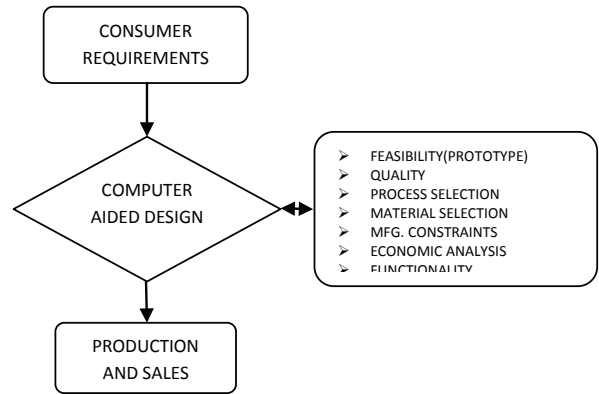 CONSUMER
REQUIREMENTS
COMPUTER
AIDED DESIGN
➢ FEASIBILITY(PROTOTYPE)
➢ QUALITY
➢ PROCESS SELECTION
➢ MATERIAL SELECTION
➢ MFG. CONSTRAINTS
➢ ECONOMIC ANALYSIS
➢ FUNCTIONALITY
PRODUCTION
AND SALES